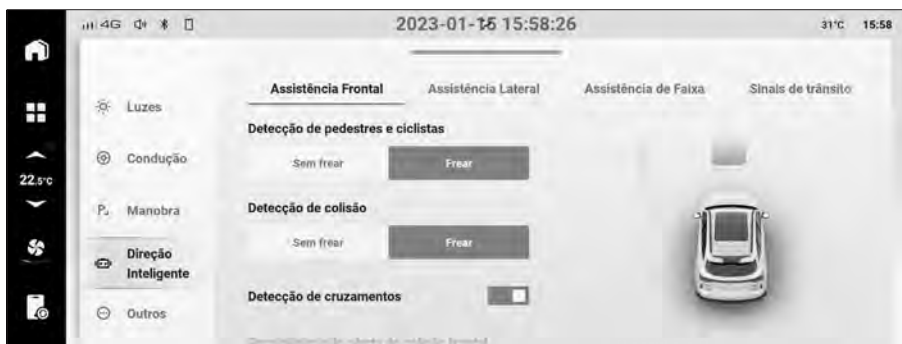 4G
2023-01-15 15:58:26
31°C 15:58
Assistência Frontal Assistência Lateral Assistência de Faixa Sinais de trânsito
Luzes
Detecção de pedestres e ciclistas
Condução
Sem frear Frear
22.5°C
Manobra
Detecção de colisão
Direção
Inteligente
Sem frear Frear
Detecção de cruzamentos
Outros